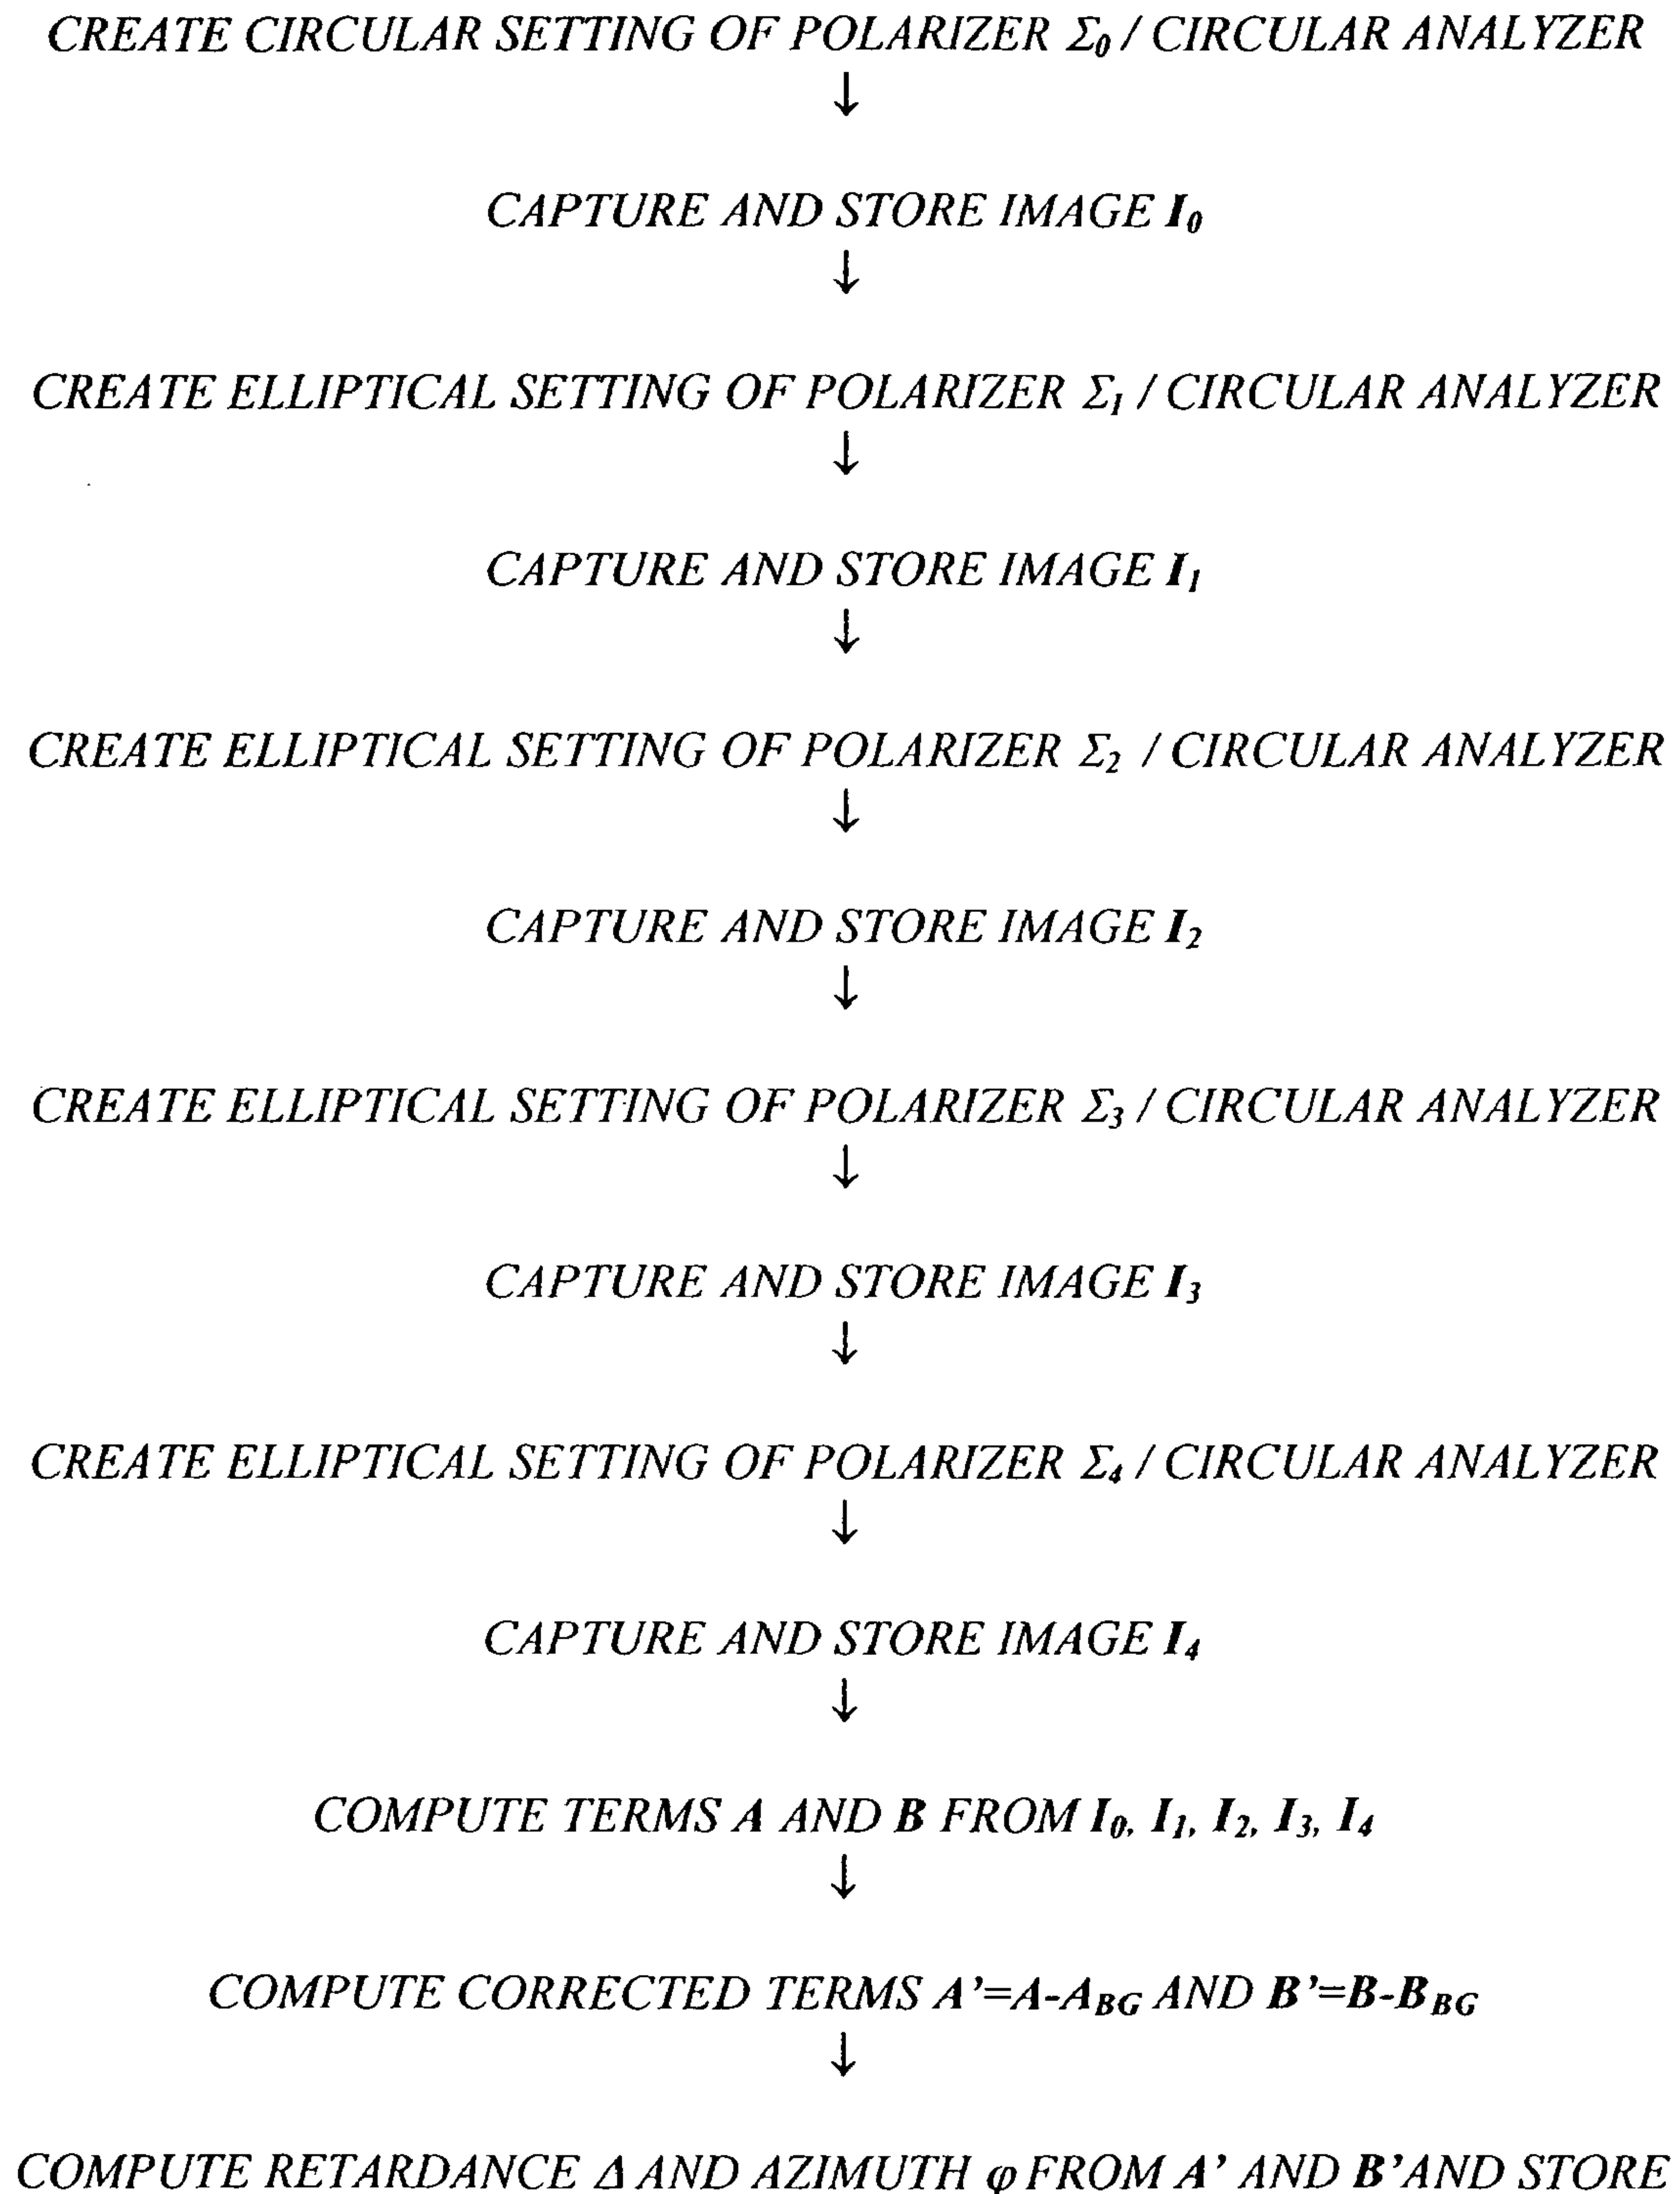 CREATE CIRCULAR SETTING OF POLARIZER Σ₀ / CIRCULAR ANALYZER
↓
CAPTURE AND STORE IMAGE I₀
↓
CREATE ELLIPTICAL SETTING OF POLARIZER Σ₁ / CIRCULAR ANALYZER
↓
CAPTURE AND STORE IMAGE I₁
↓
CREATE ELLIPTICAL SETTING OF POLARIZER Σ₂ / CIRCULAR ANALYZER
↓
CAPTURE AND STORE IMAGE I₂
↓
CREATE ELLIPTICAL SETTING OF POLARIZER Σ₃ / CIRCULAR ANALYZER
↓
CAPTURE AND STORE IMAGE I₃
↓
CREATE ELLIPTICAL SETTING OF POLARIZER Σ₄ / CIRCULAR ANALYZER
↓
CAPTURE AND STORE IMAGE I₄
↓
COMPUTE TERMS A AND B FROM I₀, I₁, I₂, I₃, I₄
↓
COMPUTE CORRECTED TERMS A'=A-A_BG AND B'=B-B_BG
↓
COMPUTE RETARDANCE Δ AND AZIMUTH φ FROM A' AND B'AND STORE